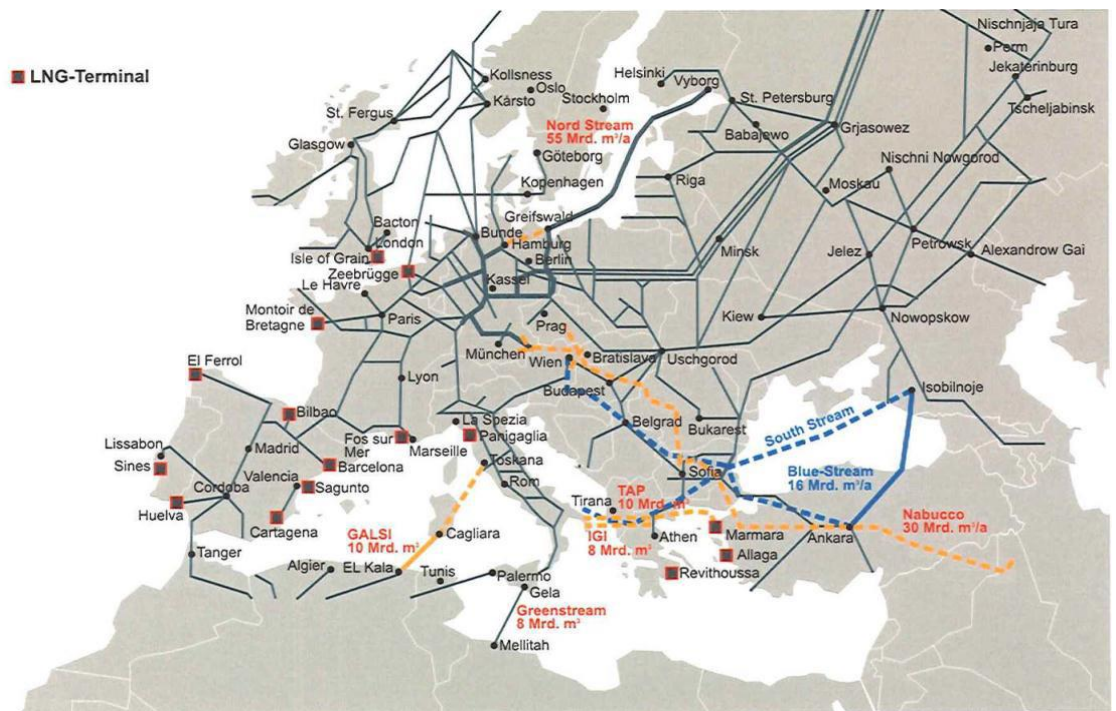 Nischnjaja Tura
Perm
Jekaterinburg
Tscheljabinsk
LNG-Terminal
Kollsness
Oslo
Kårsto
Stockholm
Helsinki
Vyborg
St. Petersburg
Babajewo
Grjasowez
St. Fergus
Glasgow
Nord Stream
55 Mrd. m³/a
Göteborg
Kopenhagen
Riga
Nischni Nowgorod
Moskau
Greifswald
Bacton
London
Isle of Grain
Zeebrügge
Bunde
Hamburg
Berlin
Kassel
Minsk
Jelez
Petrowsk
Alexandrow Gai
Le Havre
Montoir de
Bretagne
Paris
Prag
Kiew
Nowopskow
München
Wien
Bratislava
Uschgorod
El Ferrol
Lyon
Budapest
Isobilnoje
Bilbao
La Spezia
Panigaglia
Belgrad
Bukarest
South Stream
Lissabon
Sines
Madrid
Fos sur
Mer
Marseille
Barcelona
Toskana
Sofia
Blue-Stream
16 Mrd. m³/a
Valencia
Sagunto
Cordoba
Rom
Huelva
Cartagena
Tirana
TAP
10 Mrd. m³
Nabucco
30 Mrd. m³/a
GALSI
10 Mrd. m³
Cagliara
IGI
8 Mrd. m³
Athen
Marmara
Ankara
Allaga
Revithoussa
Tanger
Algier
EL Kala
Tunis
Palermo
Gela
Greenstream
8 Mrd. m³
Mellitah